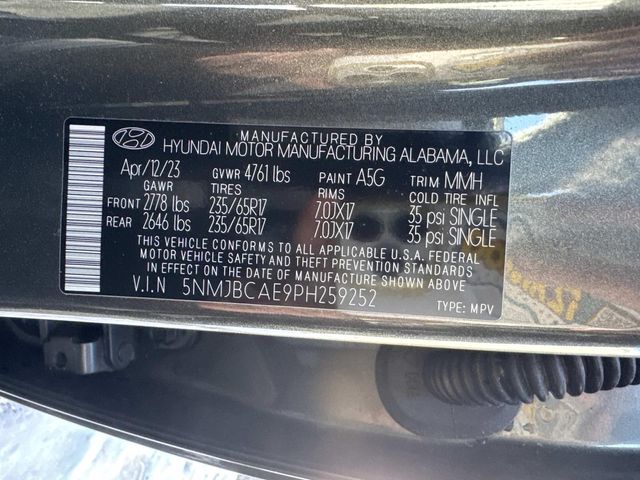 MANUFACTURED BY
HYUNDAI MOTOR MANUFACTURING ALABAMA, LLC
Apr/12/23 GVWR 4761 lbs PAINT A5G TRIM MMH
GAWR TIRES RIMS COLD TIRE INFL
FRONT 2778 lbs 235/65R17 7.0JX17 35 psi SINGLE
REAR 2646 lbs 235/65R17 7.0JX17 35 psi SINGLE
THIS VEHICLE CONFORMS TO ALL APPLICABLE U.S.A. FEDERAL
MOTOR VEHICLE SAFETY AND THEFT PREVENTION STANDARDS
IN EFFECT ON THE DATE OF MANUFACTURE SHOWN ABOVE.
V.I.N 5NMJBCAE9PH259252
TYPE: MPV